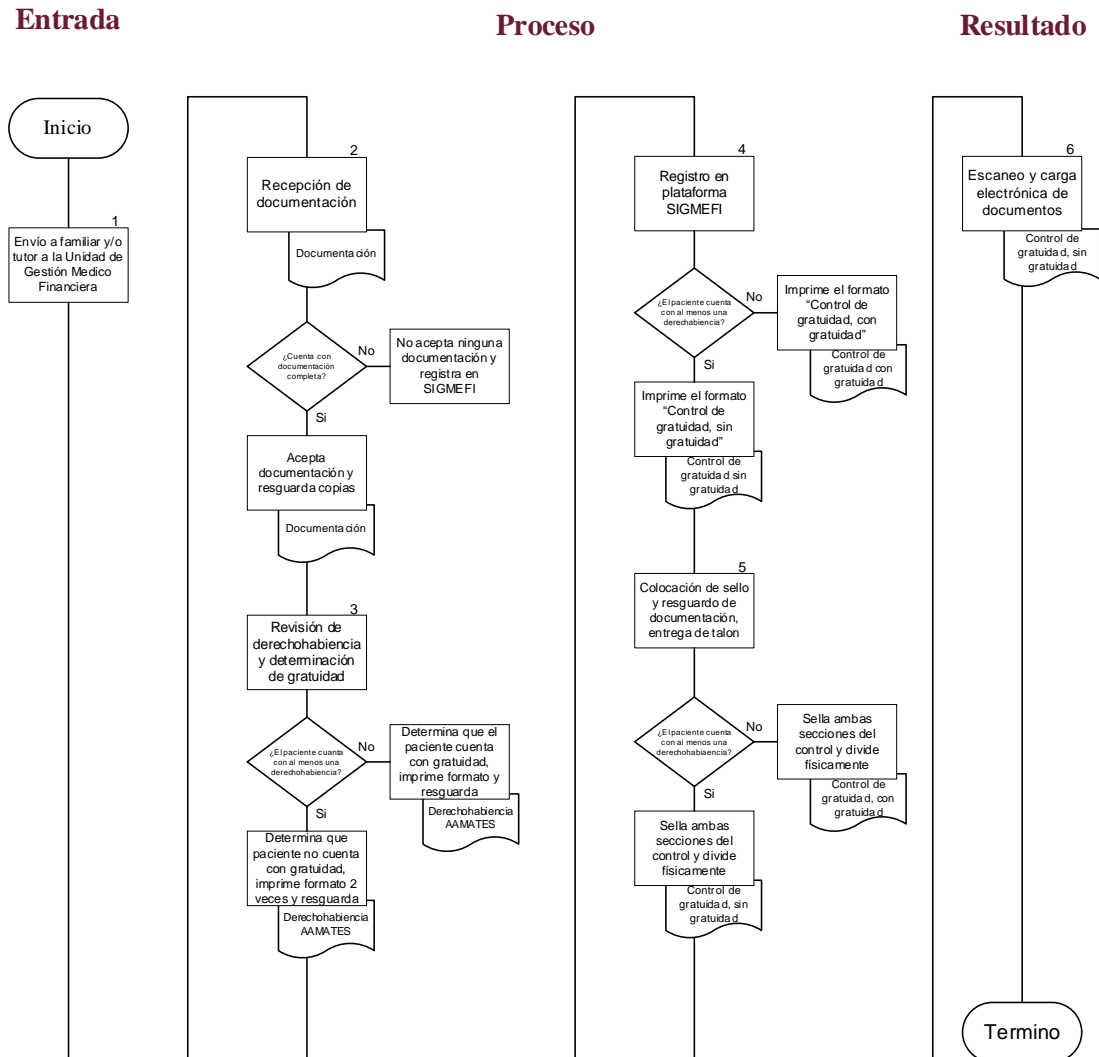 Entrada
Proceso
Resultado
Inicio
1
Envío a familiar y/o
tutor a la Unidad de
Gestión Medico
Financiera
2
Recepción de
documentación
Documentación
¿Cuenta con
documentación
completa?
No
No acepta ninguna
documentación y
registra en
SIGMEFI
Si
Acepta
documentación y
resguarda copias
Documentación
3
Revisión de
derechohabiencia
y determinación
de gratuidad
¿El paciente cuanta
con al menos una
derechohabiencia?
No
Determina que el
paciente cuenta
con gratuidad,
imprime formato y
resguarda
Derechohabiencia
AAMATES
Si
Determina que
paciente no cuenta
con gratuidad,
imprime formato 2
veces y resguarda
Derechohabiencia
AAMATES
4
Registro en
plataforma
SIGMEFI
¿El paciente cuenta
con al menos una
derechabiencia?
No
Imprime el formato
“Control de
gratuidad, con
gratuidad”
Control de
gratuidad con
gratuidad
Si
Imprime el formato
“Control de
gratuidad, sin
gratuidad”
Control de
gratuidad sin
gratuidad
5
Colocación de sello
y resguardo de
documentación,
entrega de talon
¿El paciente cuenta
con al menos una
derechohabiaencia?
No
Sella ambas
secciones del
control y divide
físicamente
Control de
gratuidad, con
gratuidad
Si
Sella ambas
secciones del
control y divide
físicamente
Control de
gratuidad, sin
gratuidad
6
Escaneo y carga
electrónica de
documentos
Control de
gratuidad, sin
gratuidad
Termino